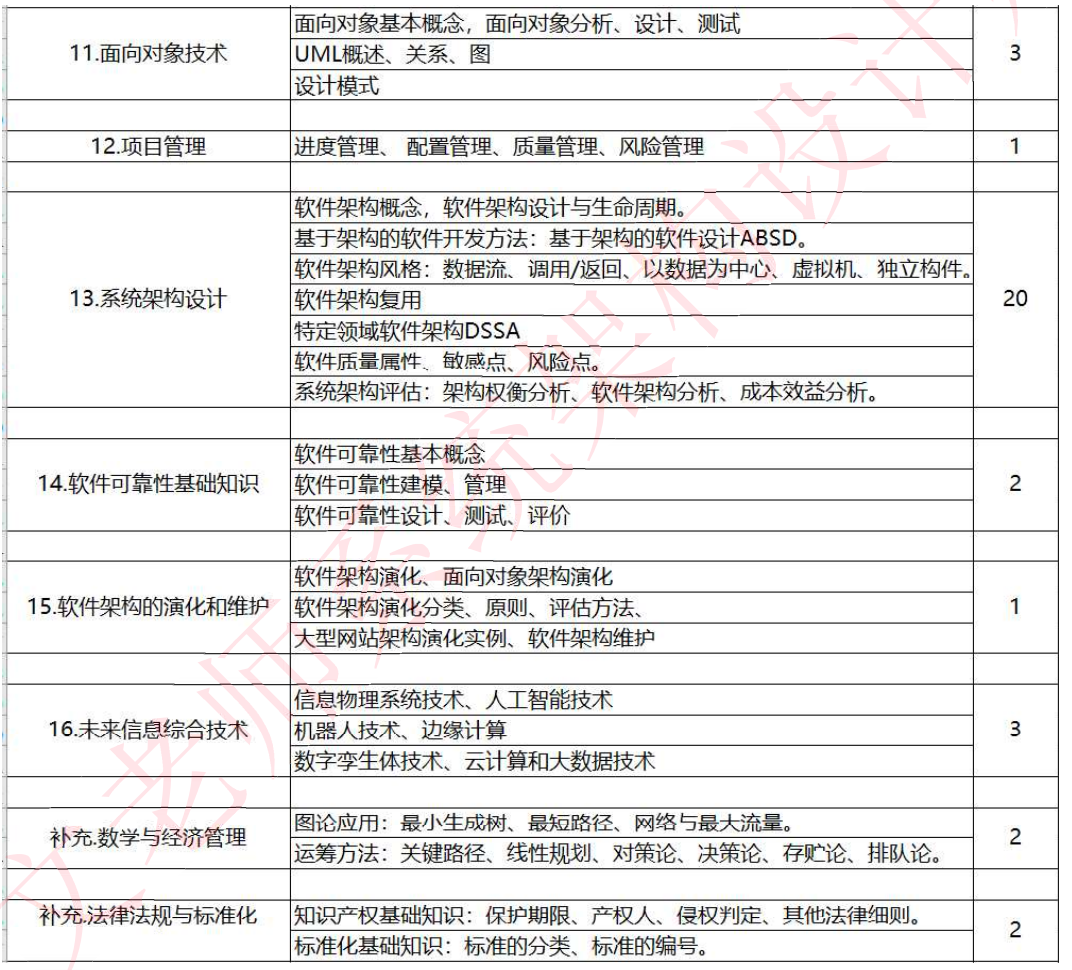 11.面向对象技术
面向对象基本概念，面向对象分析、设计、测试
UML概述、关系、图
设计模式
3
12.项目管理
进度管理、 配置管理、质量管理、风险管理
1
13.系统架构设计
软件架构概念，软件架构设计与生命周期。
基于架构的软件开发方法：基于架构的软件设计ABSD。
软件架构风格：数据流、调用/返回、以数据为中心、虚拟机、独立构件。
软件架构复用
特定领域软件架构DSSA
软件质量属性、敏感点、风险点。
系统架构评估：架构权衡分析、软件架构分析、成本效益分析。
20
14.软件可靠性基础知识
软件可靠性基本概念
软件可靠性建模、管理
软件可靠性设计、测试、评价
2
15.软件架构的演化和维护
软件架构演化、面向对象架构演化
软件架构演化分类、原则、评估方法、
大型网站架构演化实例、软件架构维护
1
16.未来信息综合技术
信息物理系统技术、人工智能技术
机器人技术、边缘计算
数字孪生体技术、云计算和大数据技术
3
补充.数学与经济管理
图论应用：最小生成树、最短路径、网络与最大流量。
运筹方法：关键路径、线性规划、对策论、决策论、存贮论、排队论。
2
补充.法律法规与标准化
知识产权基础知识：保护期限、产权人、侵权判定、其他法律细则。
标准化基础知识：标准的分类、标准的编号。
2
文老师系统架构设计